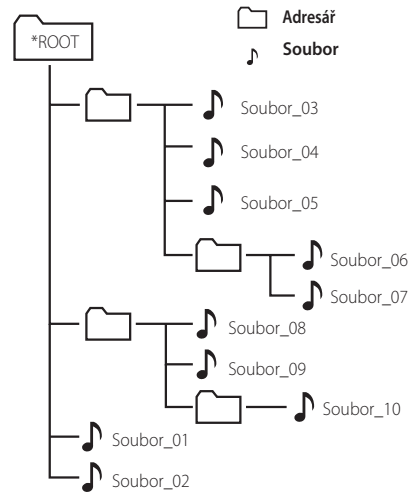 Adresář
*ROOT
Soubor
Soubor_03
Soubor_04
Soubor_05
Soubor_06
Soubor_07
Soubor_08
Soubor_09
Soubor_10
Soubor_01
Soubor_02